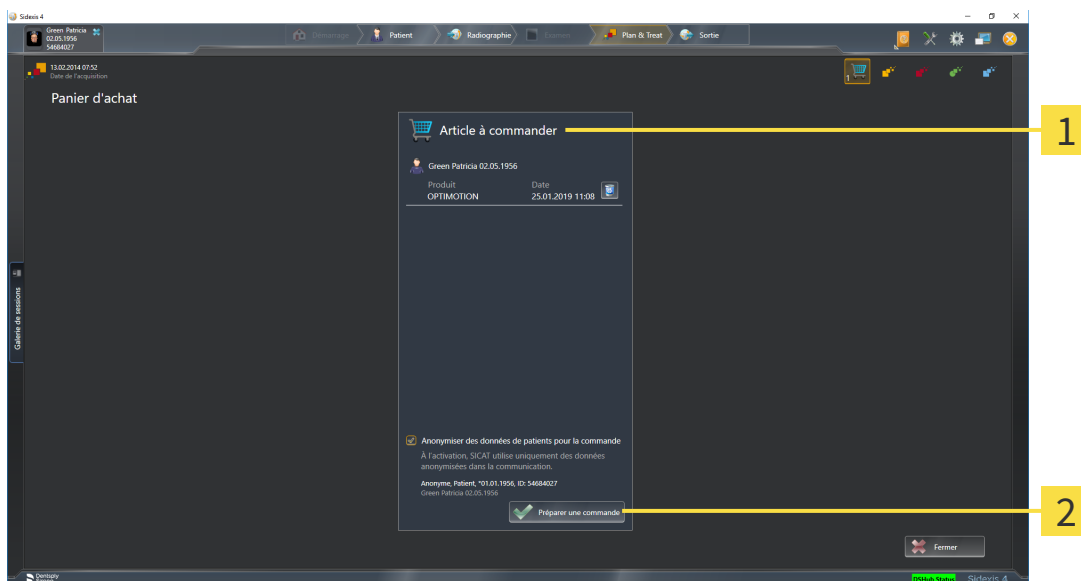 Sidexis 4
Green Patricia
02.05.1956
54684027
Démarrage
Patient
Radiographie
Examen
Plan & Treat
Sortie
13.02.2014 07:52
Date de l'acquisition
1
Panier d'achat
Article à commander
1
Green Patricia 02.05.1956
Produit Date
OPTIMOTION 25.01.2019 11:08
Galerie de sessions
Anonymiser des données de patients pour la commande
À l'activation, SICAT utilise uniquement des données
anonymisées dans la communication.
Anonyme, Patient, *01.01.1956, ID: 54684027
Green Patricia 02.05.1956
Préparer une commande
2
Fermer
Dentsply
Sirona
DSHub Status
Sidexis 4